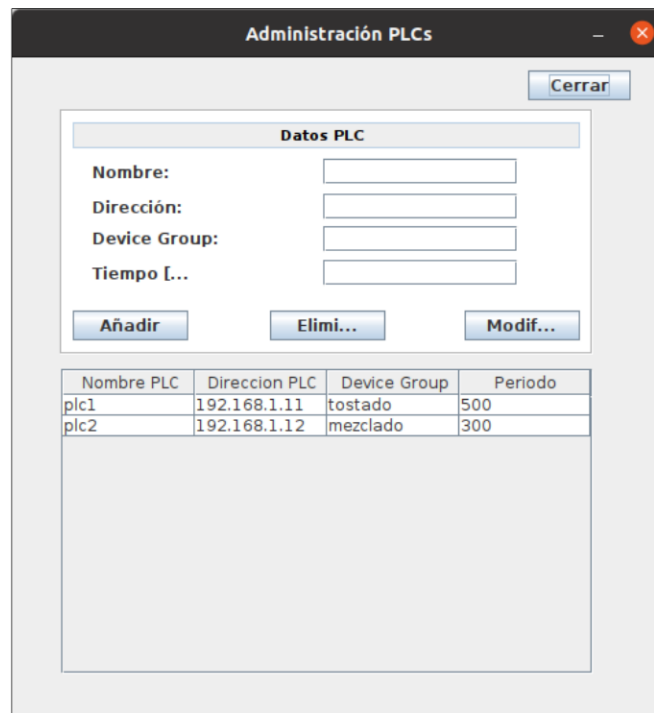 Administración PLCs
Cerrar
Datos PLC
Nombre:
Dirección:
Device Group:
Tiempo [...
Añadir Elimi... Modif...
Nombre PLC Direccion PLC Device Group Periodo
plc1 192.168.1.11 tostado 500
plc2 192.168.1.12 mezclado 300